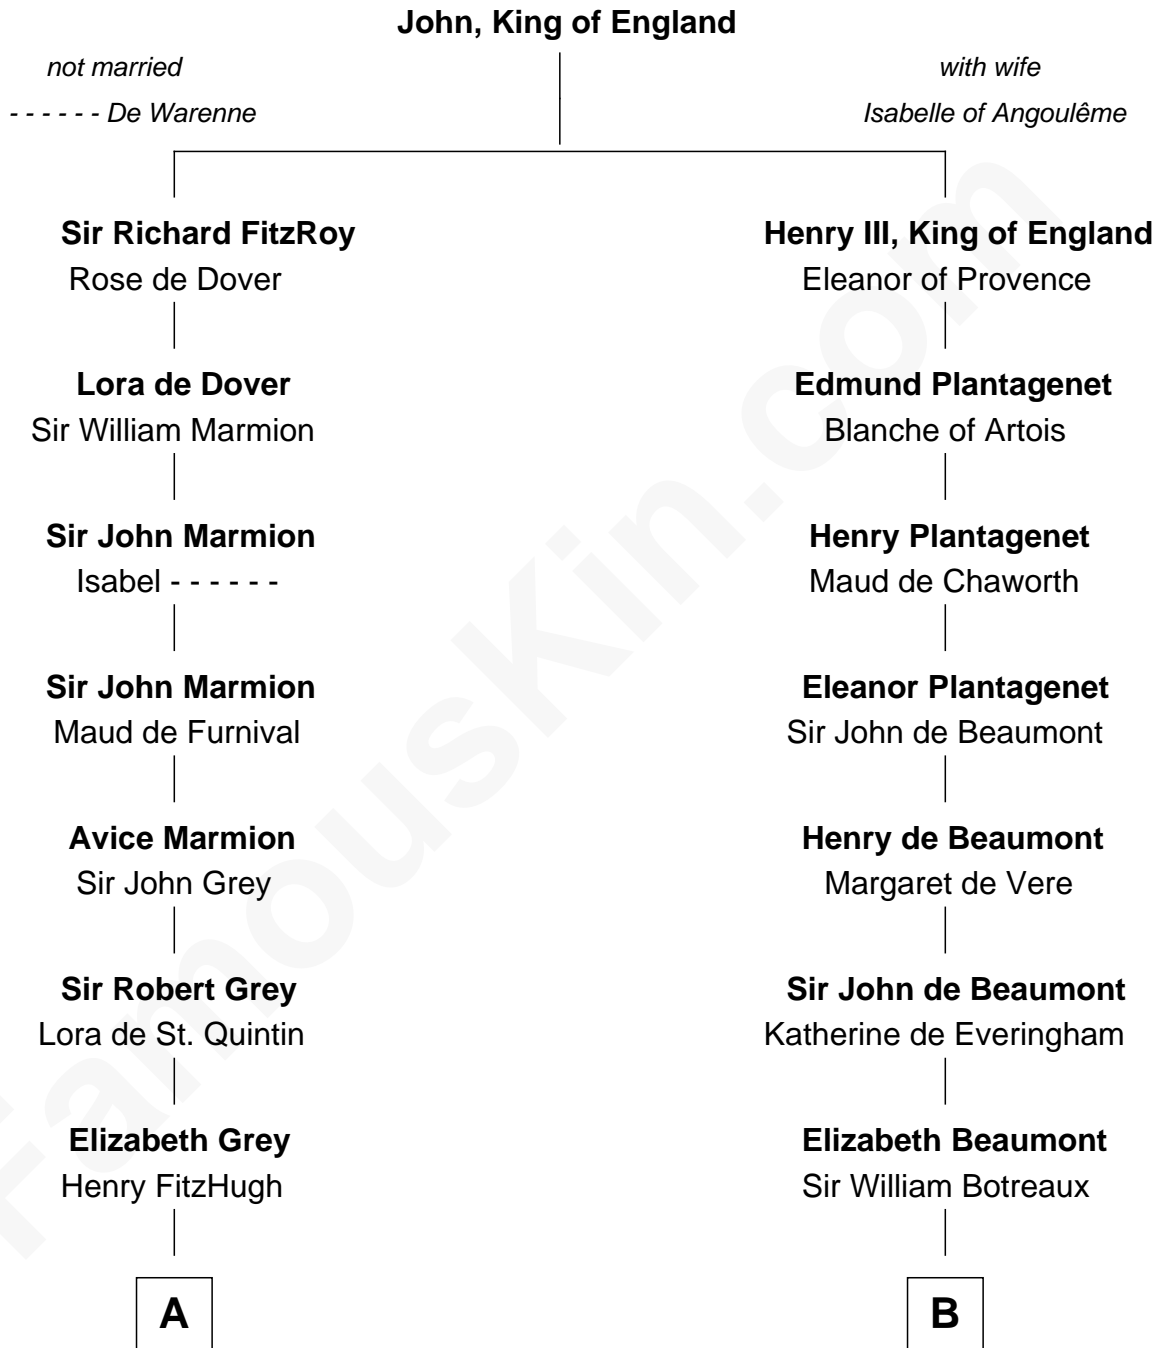 John, King of England
not married
- - - - - - De Warenne
with wife
Isabelle of Angoulême
Sir Richard FitzRoy
Rose de Dover
Henry III, King of England
Eleanor of Provence
Lora de Dover
Sir William Marmion
Edmund Plantagenet
Blanche of Artois
Sir John Marmion
Isabel - - - - - -
Henry Plantagenet
Maud de Chaworth
Sir John Marmion
Maud de Furnival
Eleanor Plantagenet
Sir John de Beaumont
Avice Marmion
Sir John Grey
Henry de Beaumont
Margaret de Vere
Sir Robert Grey
Lora de St. Quintin
Sir John de Beaumont
Katherine de Everingham
Elizabeth Grey
Henry FitzHugh
Elizabeth Beaumont
Sir William Botreaux
A
B
FamousKin.com